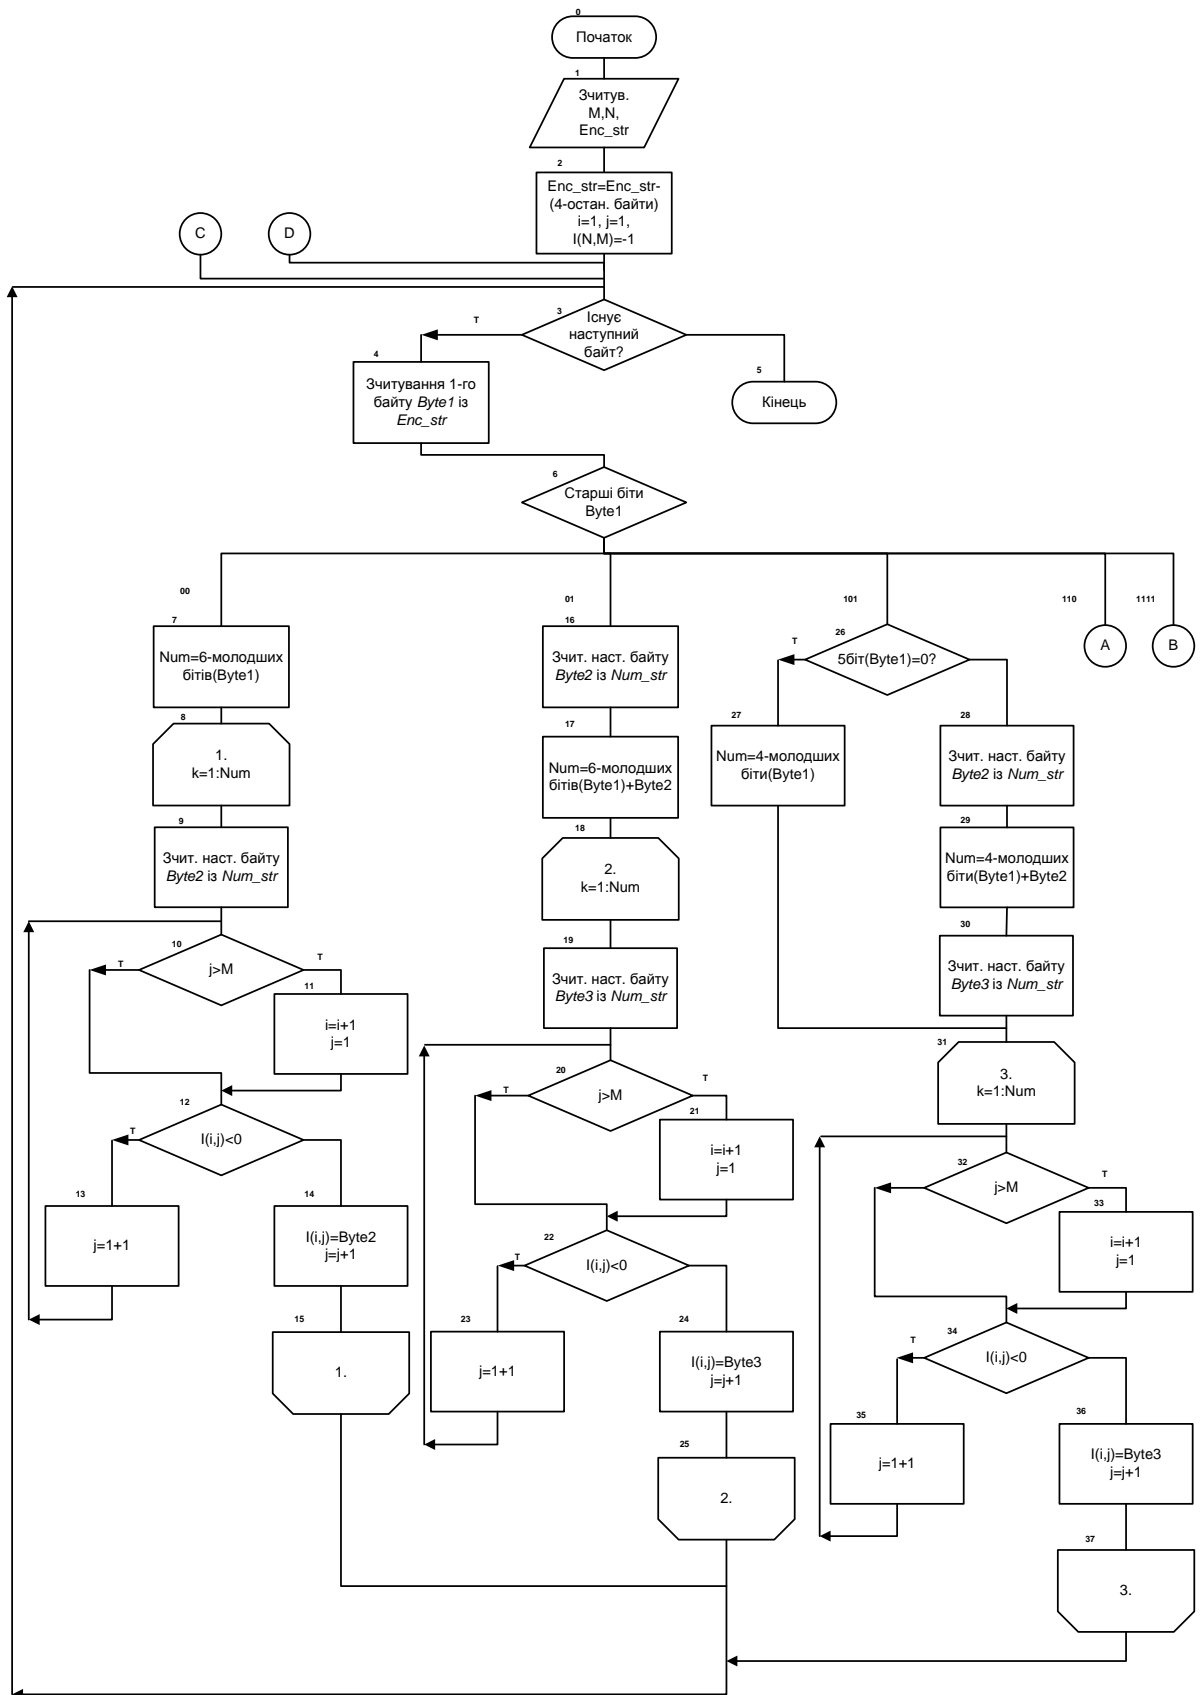 0
Початок
1
Зчитув.
M,N,
Enc_str
2
Enc_str=Enc_str-
(4-остан. байти)
i=1, j=1,
I(N,M)=-1
C
D
3
Існує
наступний
байт?
T
4
Зчитування 1-го
байту Byte1 із
Enc_str
5
Кінець
6
Старші біти
Byte1
00
01
101
110
1111
7
Num=6-молодших
бітів(Byte1)
8
1.
k=1:Num
9
Зчит. наст. байту
Byte2 із Num_str
10
j>M
T
T
11
i=i+1
j=1
12
I(i,j)<0
T
13
j=1+1
14
I(i,j)=Byte2
j=j+1
15
1.
16
Зчит. наст. байту
Byte2 із Num_str
17
Num=6-молодших
бітів(Byte1)+Byte2
18
2.
k=1:Num
19
Зчит. наст. байту
Byte3 із Num_str
20
j>M
T
T
21
i=i+1
j=1
22
I(i,j)<0
T
23
j=1+1
24
I(i,j)=Byte3
j=j+1
25
2.
26
5біт(Byte1)=0?
T
A
B
27
Num=4-молодших
біти(Byte1)
28
Зчит. наст. байту
Byte2 із Num_str
29
Num=4-молодших
біти(Byte1)+Byte2
30
Зчит. наст. байту
Byte3 із Num_str
31
3.
k=1:Num
32
j>M
T
33
i=i+1
j=1
34
I(i,j)<0
T
35
j=1+1
36
I(i,j)=Byte3
j=j+1
37
3.